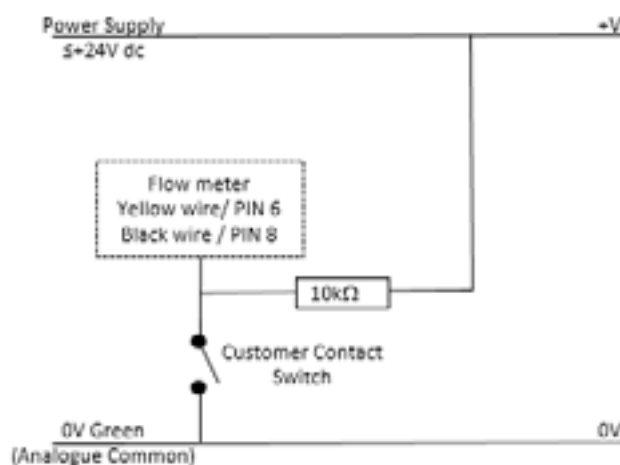 Power Supply
≤+24V dc
+V
Flow meter
Yellow wire/ PIN 6
Black wire / PIN 8
10kΩ
Customer Contact
Switch
0V Green
0V
(Analogue Common)